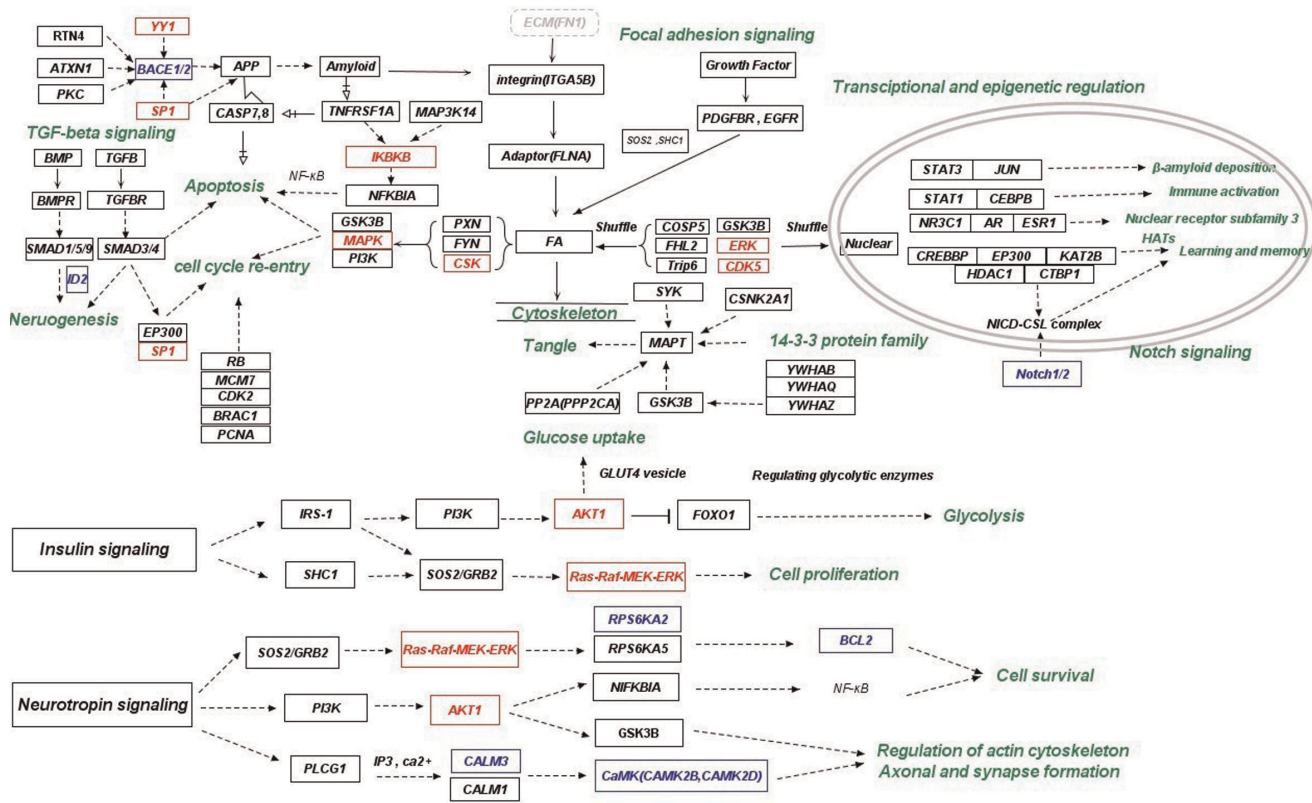 ECM(FN1)
RTN4
YY1
ATXN1
BACE1/2
APP
Amyloid
PKC
SP1
CASP7,8
TNFRSF1A
MAP3K14
integrin(ITGA5B)
Focal adhesion signaling
Growth Factor
PDGFBR , EGFR
SOS2 ,SHC1
Adaptor(FLNA)
TGF-beta signaling
BMP
TGFB
BMPR
TGFBR
SMAD1/5/9
SMAD3/4
ID2
Neruogenesis
Apoptosis
NF-κB
IKBKB
NFKBIA
cell cycle re-entry
GSK3B
MAPK
PI3K
PXN
FYN
CSK
FA
Shuffle
COSP5
FHL2
Trip6
GSK3B
ERK
CDK5
Shuffle
Nuclear
EP300
SP1
RB
MCM7
CDK2
BRAC1
PCNA
Cytoskeleton
SYK
CSNK2A1
Tangle
MAPT
14-3-3 protein family
YWHAB
YWHAQ
YWHAZ
PP2A(PPP2CA)
GSK3B
Transciptional and epigenetic regulation
STAT3
JUN
β-amyloid deposition
STAT1
CEBPB
Immune activation
NR3C1
AR
ESR1
Nuclear receptor subfamily 3
HATs
CREBBP
EP300
KAT2B
Learning and memory
HDAC1
CTBP1
NICD-CSL complex
Notch signaling
Notch1/2
Glucose uptake
GLUT4 vesicle
Regulating glycolytic enzymes
Insulin signaling
IRS-1
PI3K
AKT1
FOXO1
Glycolysis
SHC1
SOS2/GRB2
Ras-Raf-MEK-ERK
Cell proliferation
Neurotropin signaling
SOS2/GRB2
Ras-Raf-MEK-ERK
RPS6KA2
RPS6KA5
BCL2
Cell survival
PI3K
AKT1
NIFKBIA
NF-κB
GSK3B
PLCG1
IP3 , ca2+
CALM3
CALM1
CaMK(CAMK2B,CAMK2D)
Regulation of actin cytoskeleton
Axonal and synapse formation